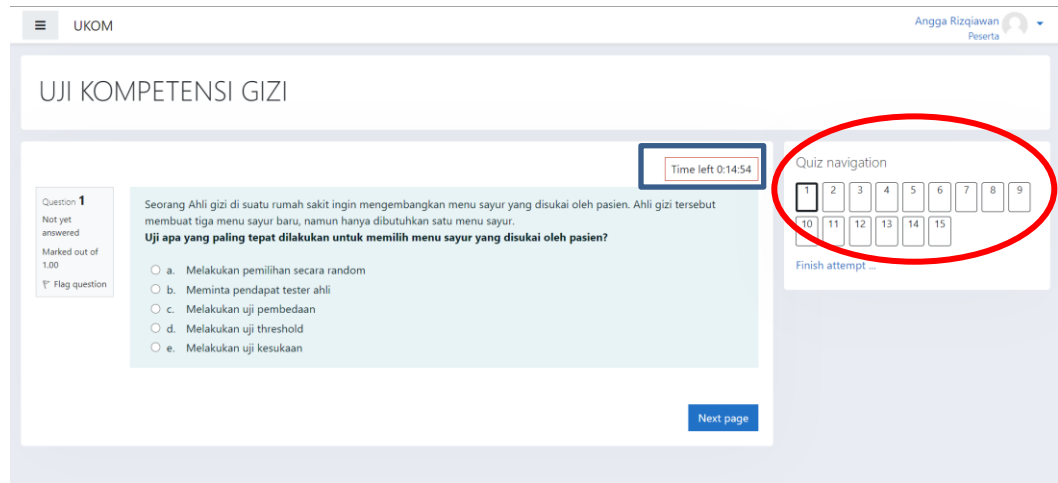 UKOM
Angga Rizqiawan
Peserta
UJI KOMPETENSI GIZI
Time left 0:14:54
Question 1
Not yet
answered
Marked out of
1.00
Flag question
Seorang Ahli gizi di suatu rumah sakit ingin mengembangkan menu sayur yang disukai oleh pasien. Ahli gizi tersebut
membuat tiga menu sayur baru, namun hanya dibutuhkan satu menu sayur.
Uji apa yang paling tepat dilakukan untuk memilih menu sayur yang disukai oleh pasien?
a. Melakukan pemilihan secara random
b. Meminta pendapat tester ahli
c. Melakukan uji pembedaan
d. Melakukan uji threshold
e. Melakukan uji kesukaan
Next page
Quiz navigation
1 2 3 4 5 6 7 8 9
10 11 12 13 14 15
Finish attempt ...